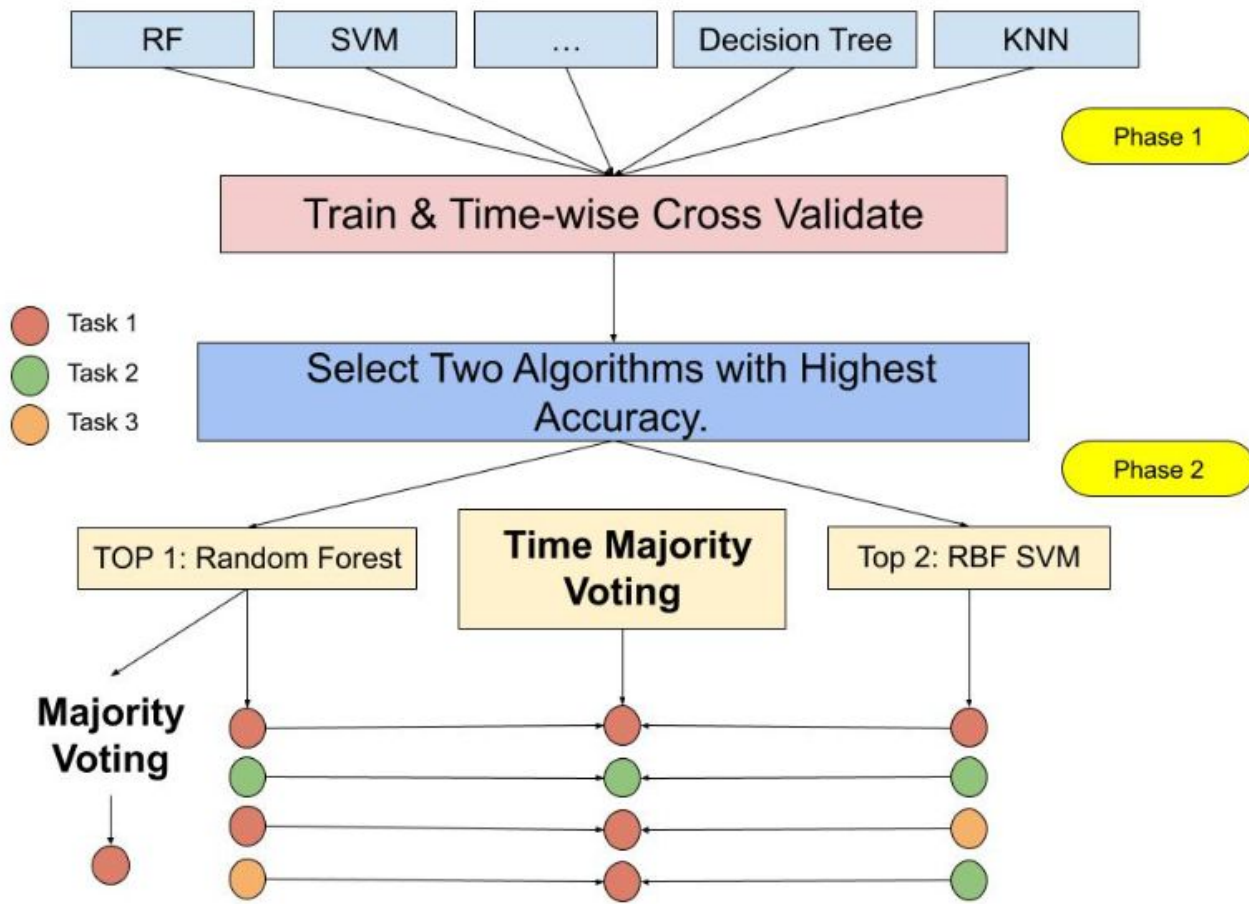 RF
SVM
...
Decision Tree
KNN
Phase 1
Train & Time-wise Cross Validate
Task 1
Task 2
Task 3
Select Two Algorithms with Highest
Accuracy.
Phase 2
TOP 1: Random Forest
Time Majority
Voting
Top 2: RBF SVM
Majority
Voting